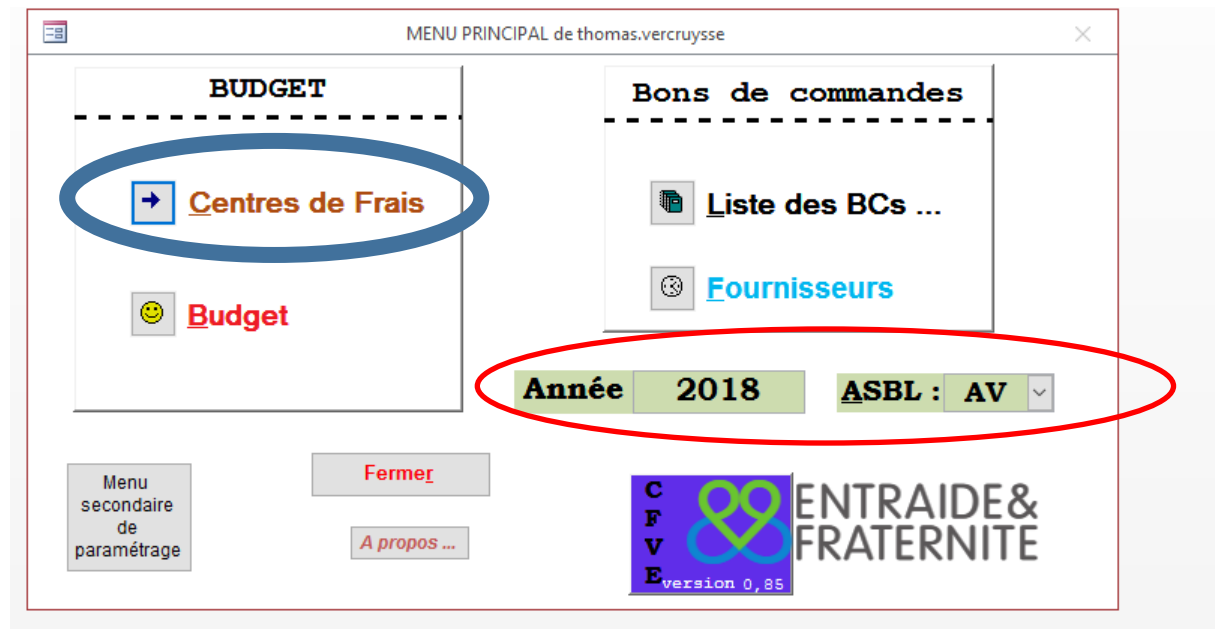 MENU PRINCIPAL de thomas.vercruysse
BUDGET
Centres de Frais
Budget
Bons de commandes
Liste des BCs ...
Fournisseurs
Année 2018 ASBL : AV
Menu
secondaire
de
paramétrage
Fermer
A propos ...
C
F
V
E
version 0,85
ENTRAIDE&
FRATERNITE